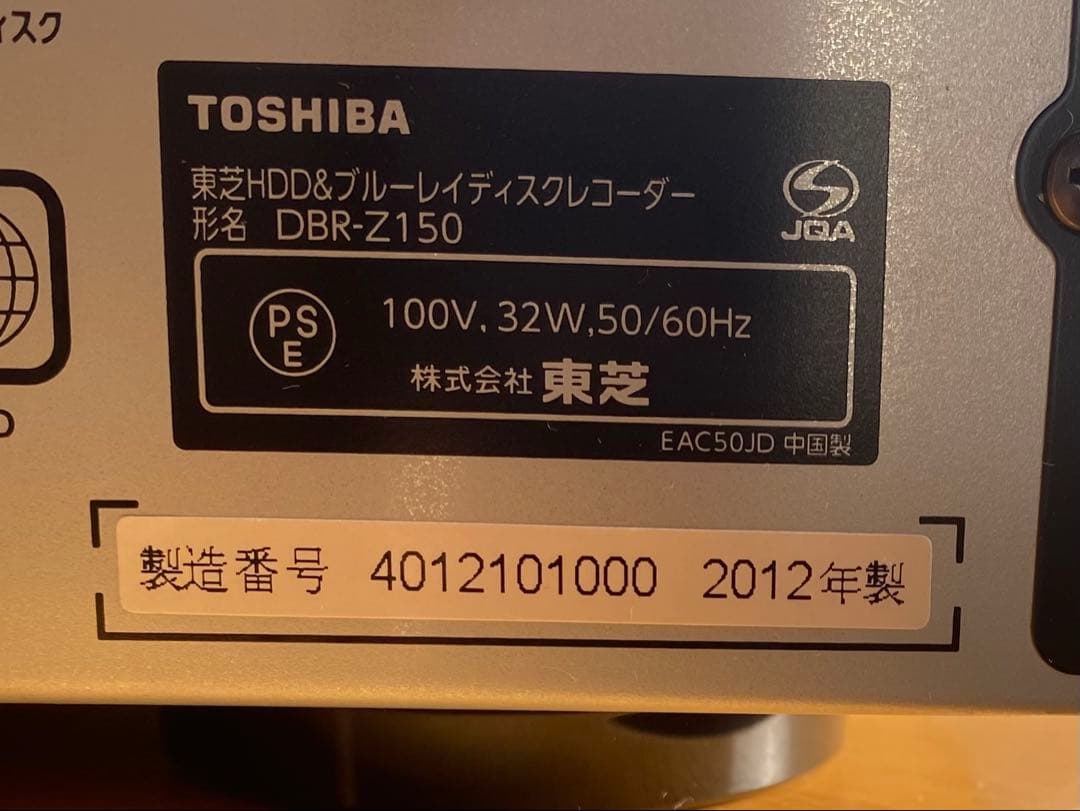 ィスク
TOSHIBA
東芝HDD&ブルーレイディスクレコーダー
形名 DBR-Z150
JQA
PS
E
100V, 32W,50/60Hz
株式会社 東芝
EAC50JD 中国製
製造番号 4012101000 2012年製